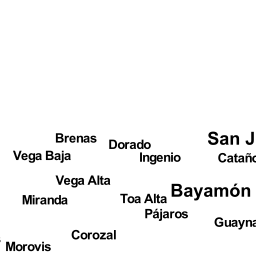 Brenas
San J
Dorado
Vega Baja
Ingenio
Cataño
Vega Alta
Bayamón
Miranda
Toa Alta
Pájaros
Guayna
Corozal
Morovis